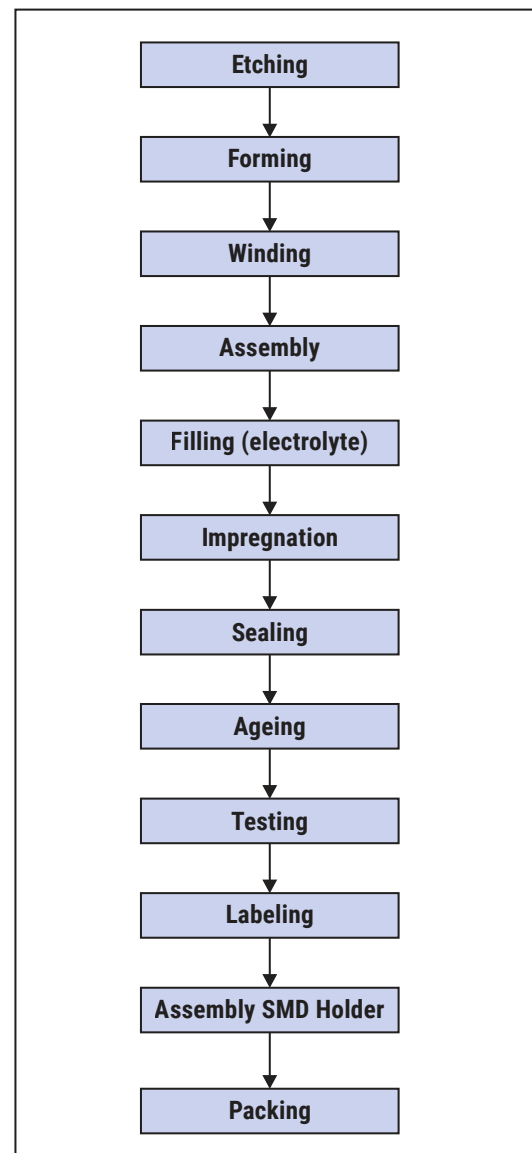 Etching
Forming
Winding
Assembly
Filling (electrolyte)
Impregnation
Sealing
Ageing
Testing
Labeling
Assembly SMD Holder
Packing